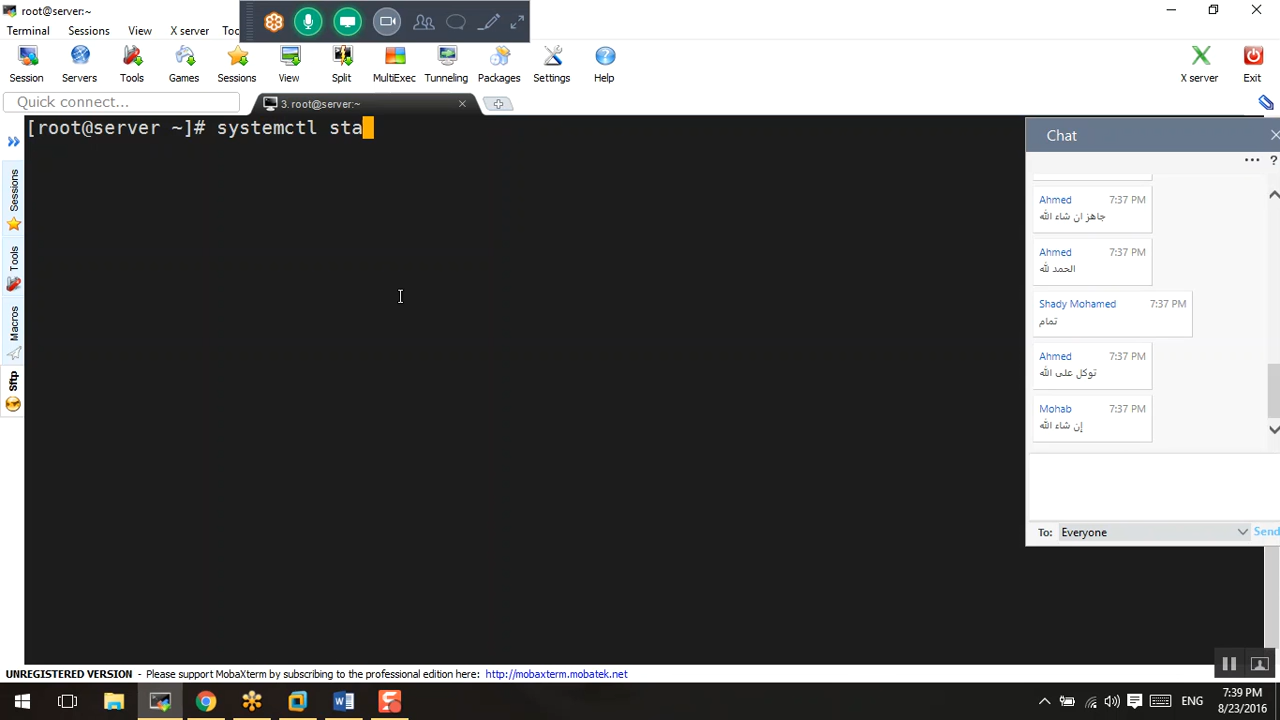 root@server:~
Terminal Sessions View X server
Session Servers Tools Games Sessions View Split MultiExec Tunneling Packages Settings Help X server Exit
Quick connect...
3. root@server:~
[root@server ~]# systemctl sta
Sessions
Tools
Macros
Sftp
Chat
Ahmed 7:37 PM
جاهز ان شاء الله
Ahmed 7:37 PM
الحمد لله
Shady Mohamed 7:37 PM
تمام
Ahmed 7:37 PM
توكل على الله
Mohab 7:37 PM
إن شاء الله
To: Everyone Send
UNREGISTERED VERSION - Please support MobaXterm by subscribing to the professional edition here: http://mobaxterm.mobatek.net
ENG
7:39 PM
8/23/2016